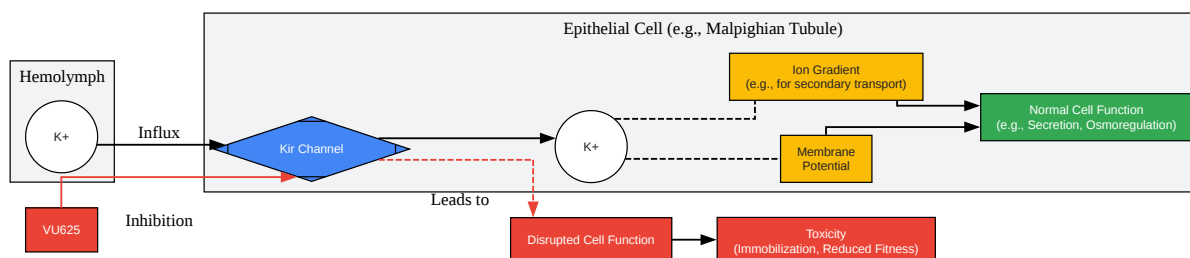 Epithelial Cell (e.g., Malpighian Tubule)
Hemolymph
K+
Influx
Kir Channel
K+
Ion Gradient
(e.g., for secondary transport)
Membrane
Potential
Normal Cell Function
(e.g., Secretion, Osmoregulation)
VU625
Inhibition
Leads to
Disrupted Cell Function
Toxicity
(Immobilization, Reduced Fitness)